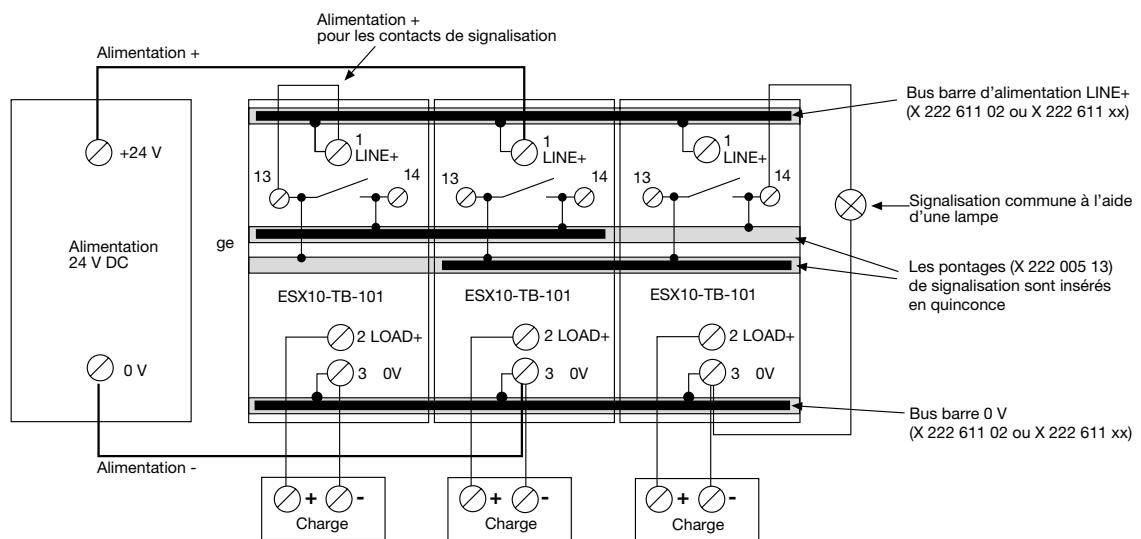 Alimentation +
pour les contacts de signalisation
Alimentation +
Bus barre d'alimentation LINE+
(X 222 611 02 ou X 222 611 xx)
+24 V
1
LINE+
1
LINE+
1
LINE+
13
14
13
14
13
14
Signalisation commune à l'aide
d'une lampe
Alimentation
24 V DC
ge
Les pontages (X 222 005 13)
de signalisation sont insérés
en quinconce
ESX10-TB-101
ESX10-TB-101
ESX10-TB-101
2 LOAD+
2 LOAD+
2 LOAD+
0 V
3 0V
3 0V
3 0V
Bus barre 0 V
(X 222 611 02 ou X 222 611 xx)
Alimentation -
+ -
Charge
+ -
Charge
+ -
Charge